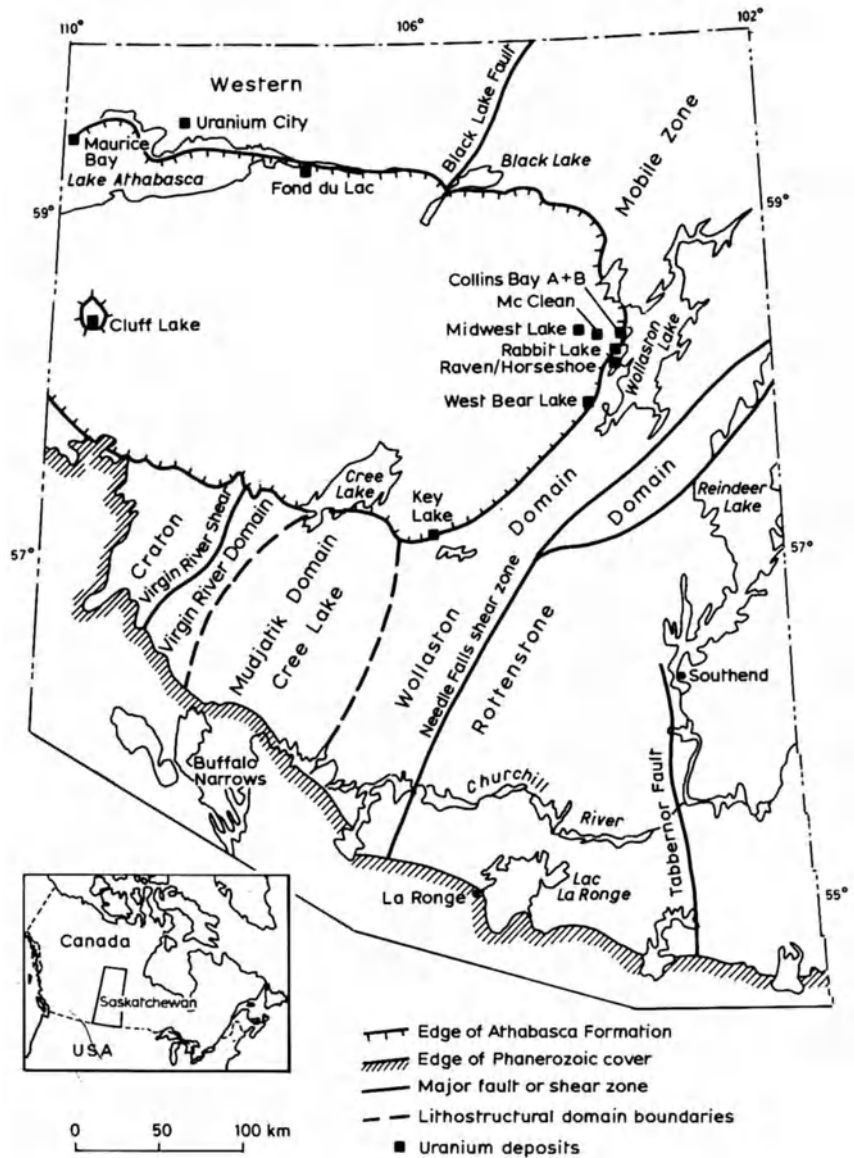 110°
106°
102°
Western
Uranium City
Maurice
Bay
Lake Athabasca
Fond du Lac
Black Lake Fault
Black Lake
Mobile Zone
59°
59°
Cluff Lake
Collins Bay A+B
Mc Clean
Midwest Lake
Rabbit Lake
Raven/Horseshoe
West Bear Lake
Wollaston
Lake
Cree
Lake
Key
Lake
Domain
Domain
Reindeer
Lake
57°
57°
Craton
Virgin River shear
Virgin River Domain
Mudjatik Domain
Cree Lake
Wollaston
Needle Falls shear zone
Rottenstone
Southend
Buffalo
Narrows
Churchill
River
Tabbernor Fault
La Ronge
Lac
La Ronge
55°
Canada
Saskatchewan
USA
Edge of Athabasca Formation
Edge of Phanerozoic cover
Major fault or shear zone
Lithostructural domain boundaries
Uranium deposits
0 50 100 km